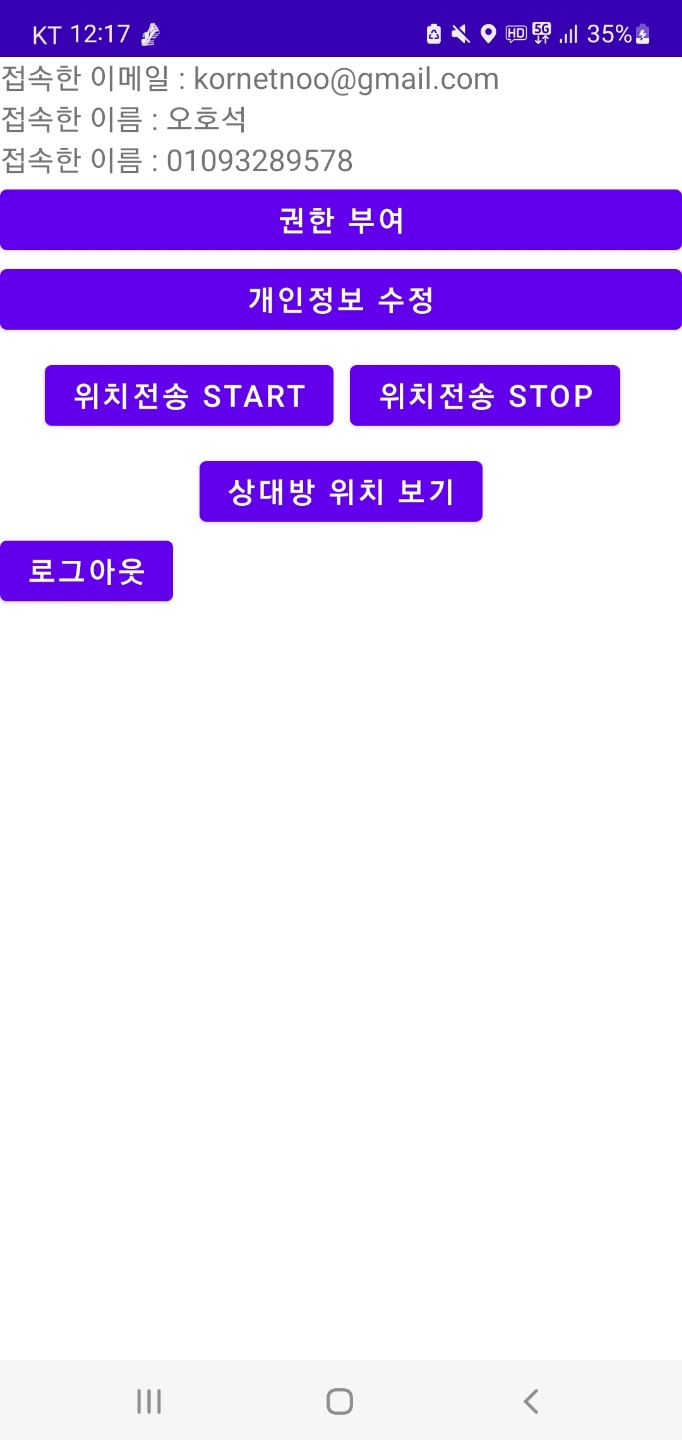 KT 12:17 HD 5G 35%
접속한 이메일 : kornetnoo@gmail.com
접속한 이름 : 오호석
접속한 이름 : 01093289578
권한 부여
개인정보 수정
위치전송 START 위치전송 STOP
상대방 위치 보기
로그아웃